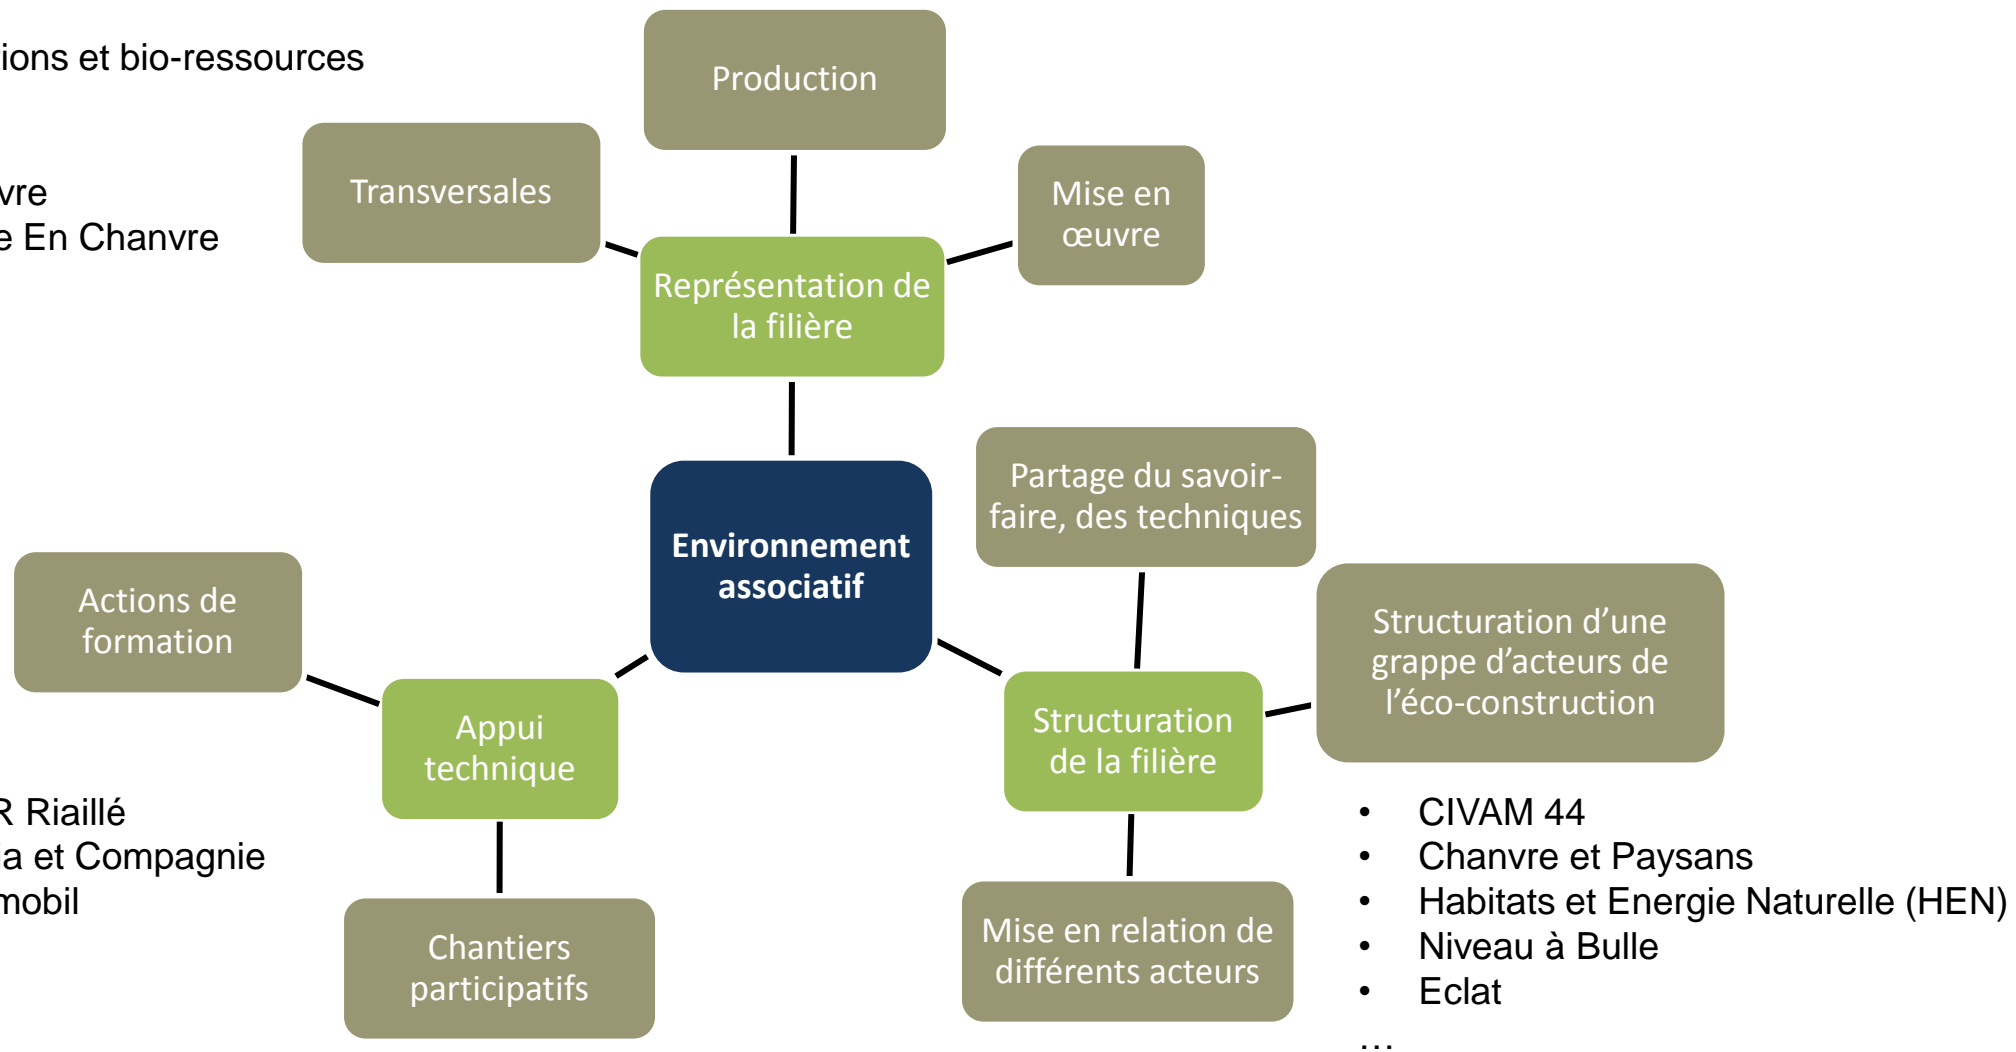 tions et bio-ressources
Production
Transversales
Mise en
œuvre
vre
e En Chanvre
Représentation de
la filière
Partage du savoir-
faire, des techniques
Environnement
associatif
Actions de
formation
Structuration d'une
grappe d'acteurs de
l'éco-construction
Appui
technique
Structuration
de la filière
R Riaillé
ia et Compagnie
mobil
• CIVAM 44
• Chanvre et Paysans
• Habitats et Energie Naturelle (HEN)
• Niveau à Bulle
• Eclat
…
Chantiers
participatifs
Mise en relation de
différents acteurs